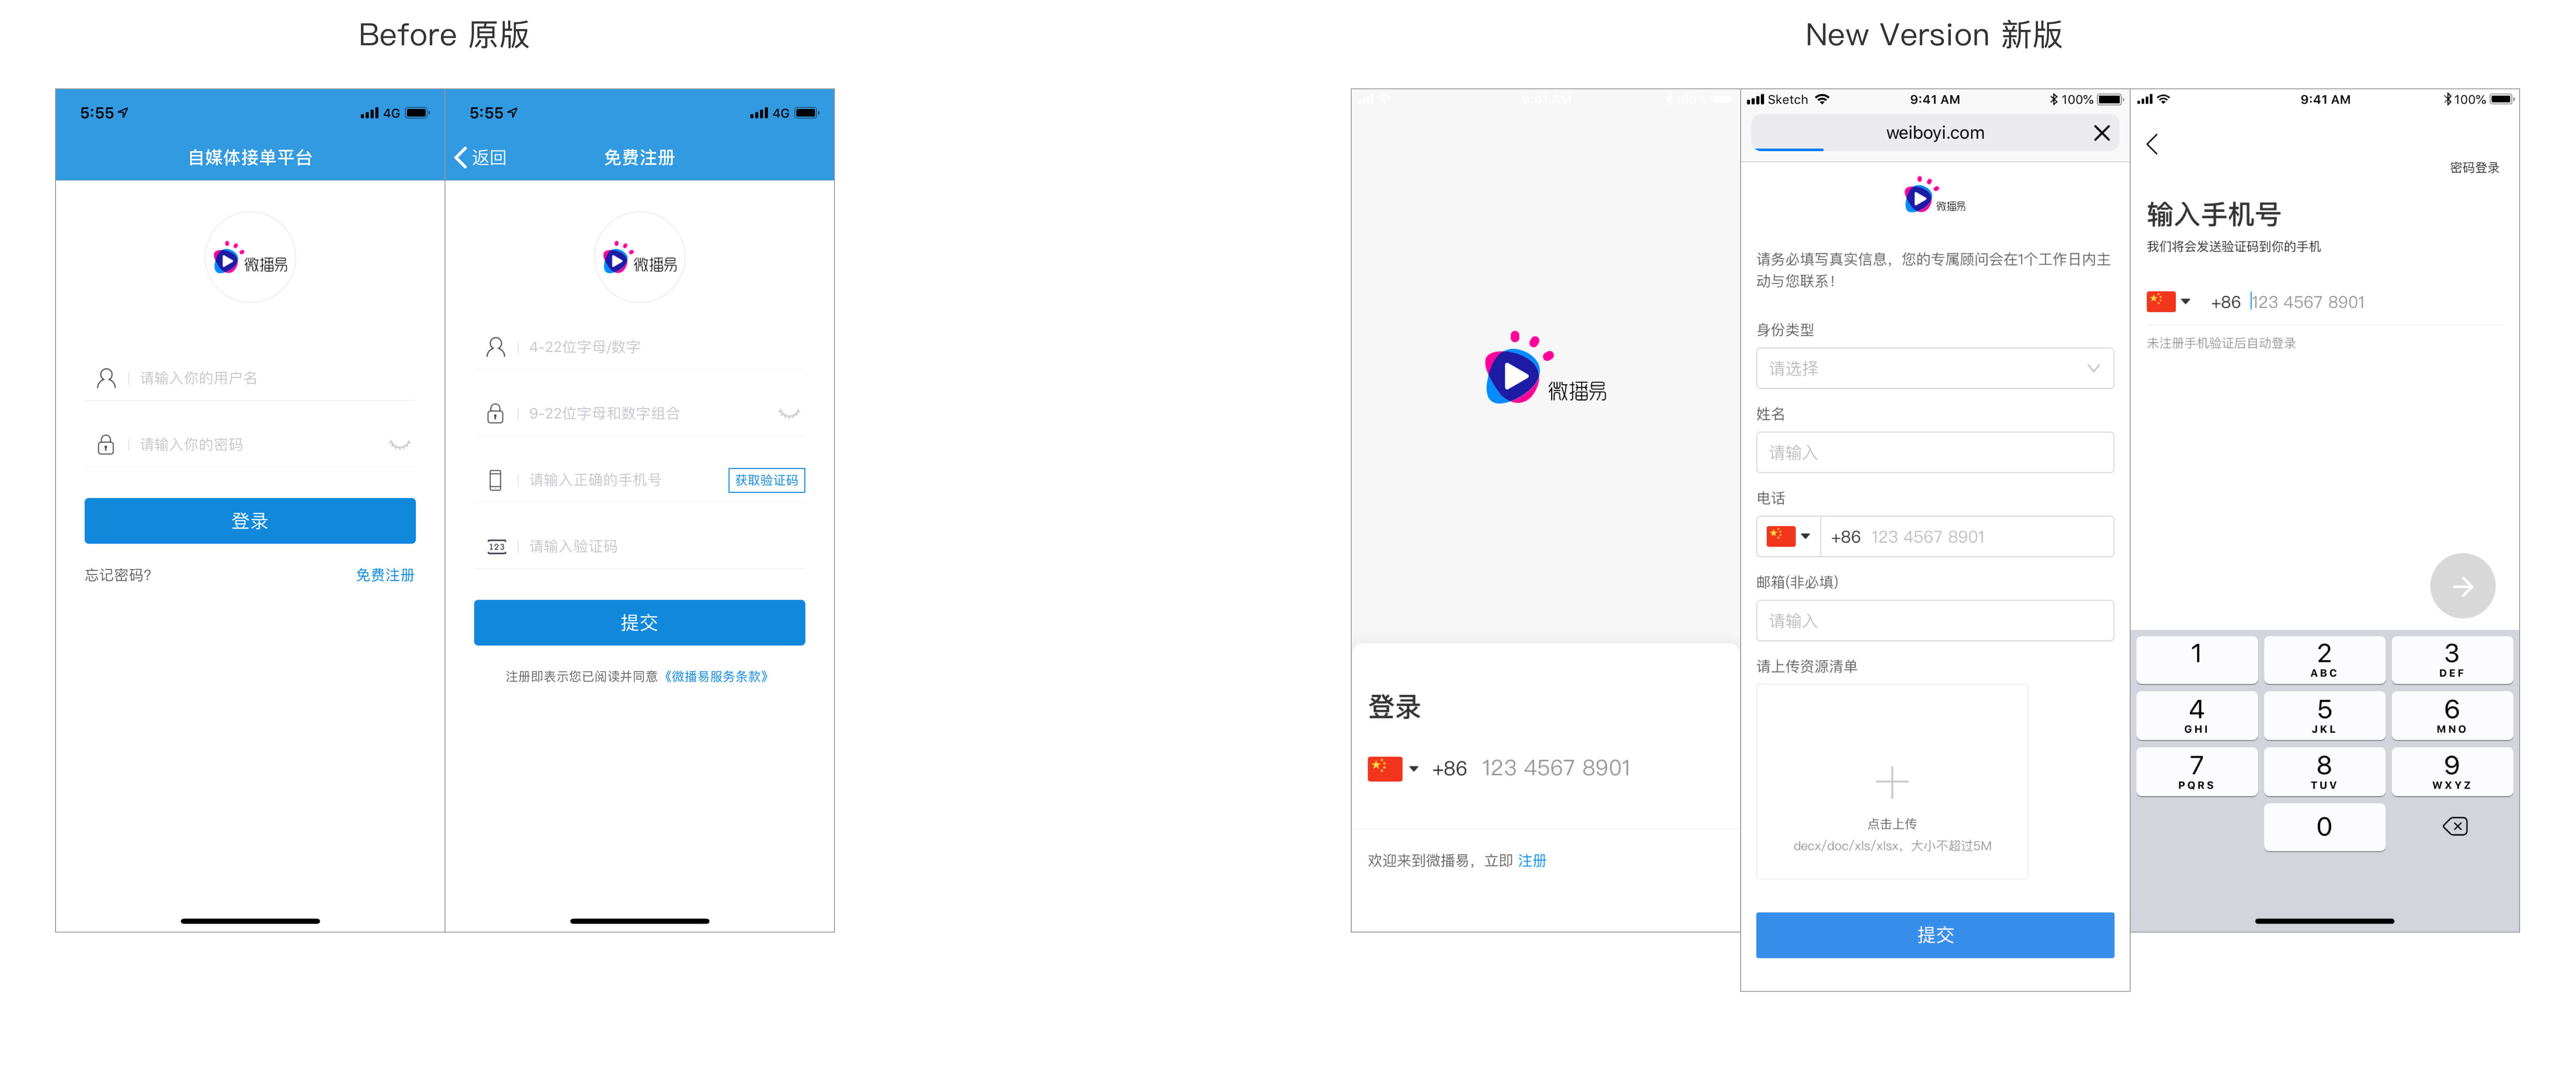 Before 原版
New Version 新版
5:55
4G
自媒体接单平台
微播易
请输入你的用户名
请输入你的密码
登录
忘记密码?
免费注册
5:55
4G
返回
免费注册
微播易
4-22位字母/数字
9-22位字母和数字组合
请输入正确的手机号
获取验证码
123
请输入验证码
提交
注册即表示您已阅读并同意《微播易服务条款》
9:41 AM
100%
微播易
登录
+86 123 4567 8901
欢迎来到微播易，立即 注册
Sketch
9:41 AM
100%
weiboyi.com
微播易
请务必填写真实信息，您的专属顾问会在1个工作日内主
动与您联系！
身份类型
请选择
姓名
请输入
电话
+86 123 4567 8901
邮箱(非必填)
请输入
请上传资源清单
点击上传
decx/doc/xls/xlsx，大小不超过5M
提交
9:41 AM
100%
密码登录
输入手机号
我们将会发送验证码到你的手机
+86 123 4567 8901
未注册手机验证后自动登录
1
2
ABC
3
DEF
4
GHI
5
JKL
6
MNO
7
PQRS
8
TUV
9
WXYZ
0